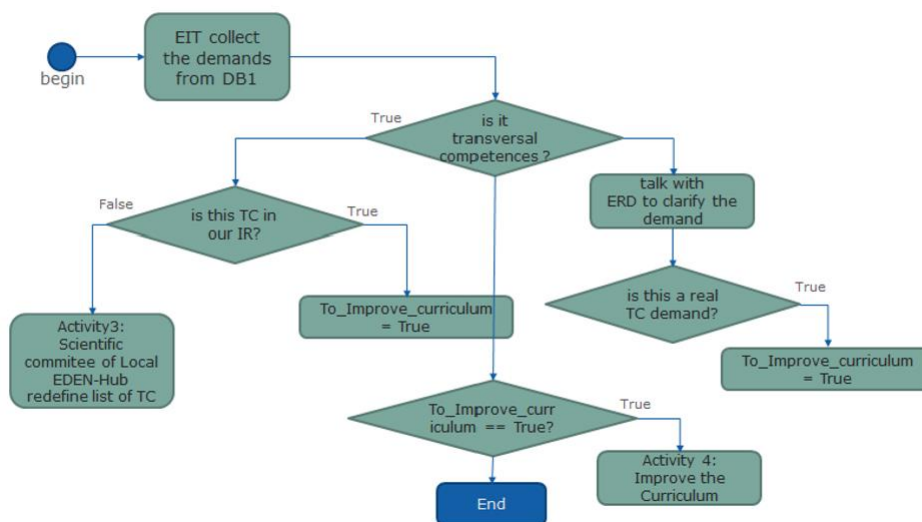 EIT collect
the demands
from DB1
begin
True
is it
transversal
competences ?
talk with
ERD to clarify the
demand
False
is this TC in
our IR?
True
True
is this a real
TC demand?
To_Improve_curriculum
= True
Activity3:
Scientific
commitee of Local
EDEN-Hub
redefine list of TC
To_Improve_curriculum
= True
To_Improve_curr
iculum == True?
True
Activity 4:
Improve the
Curriculum
End